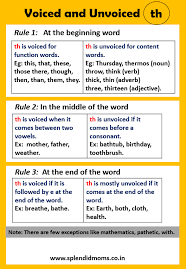 Voiced and Unvoiced th
Rule 1: At the beginning word
th is voiced for
function words.
Eg: this, that, these,
those there, though,
then, than, them, they.
th is unvoiced for content
words.
Eg: Thursday, thermos (noun)
throw, think (verb)
thick, thin (adverb)
three, thirteen (adjective).
Rule 2: In the middle of the word
th is voiced when it
comes between two
vowels.
Ex: mother, father,
weather.
th is unvoiced if it
comes before a
consonant.
Ex: bathtub, birthday,
toothbrush.
Rule 3: At the end of the word
th is voiced if it is
followed by e at the
end of the word.
Eg: breathe, bathe.
th is mostly unvoiced if it
comes at the end of the
word.
Ex: Earth, both, cloth,
health.
Note: There are few exceptions like mathematics, pathetic, with.
www.splendidmoms.co.in